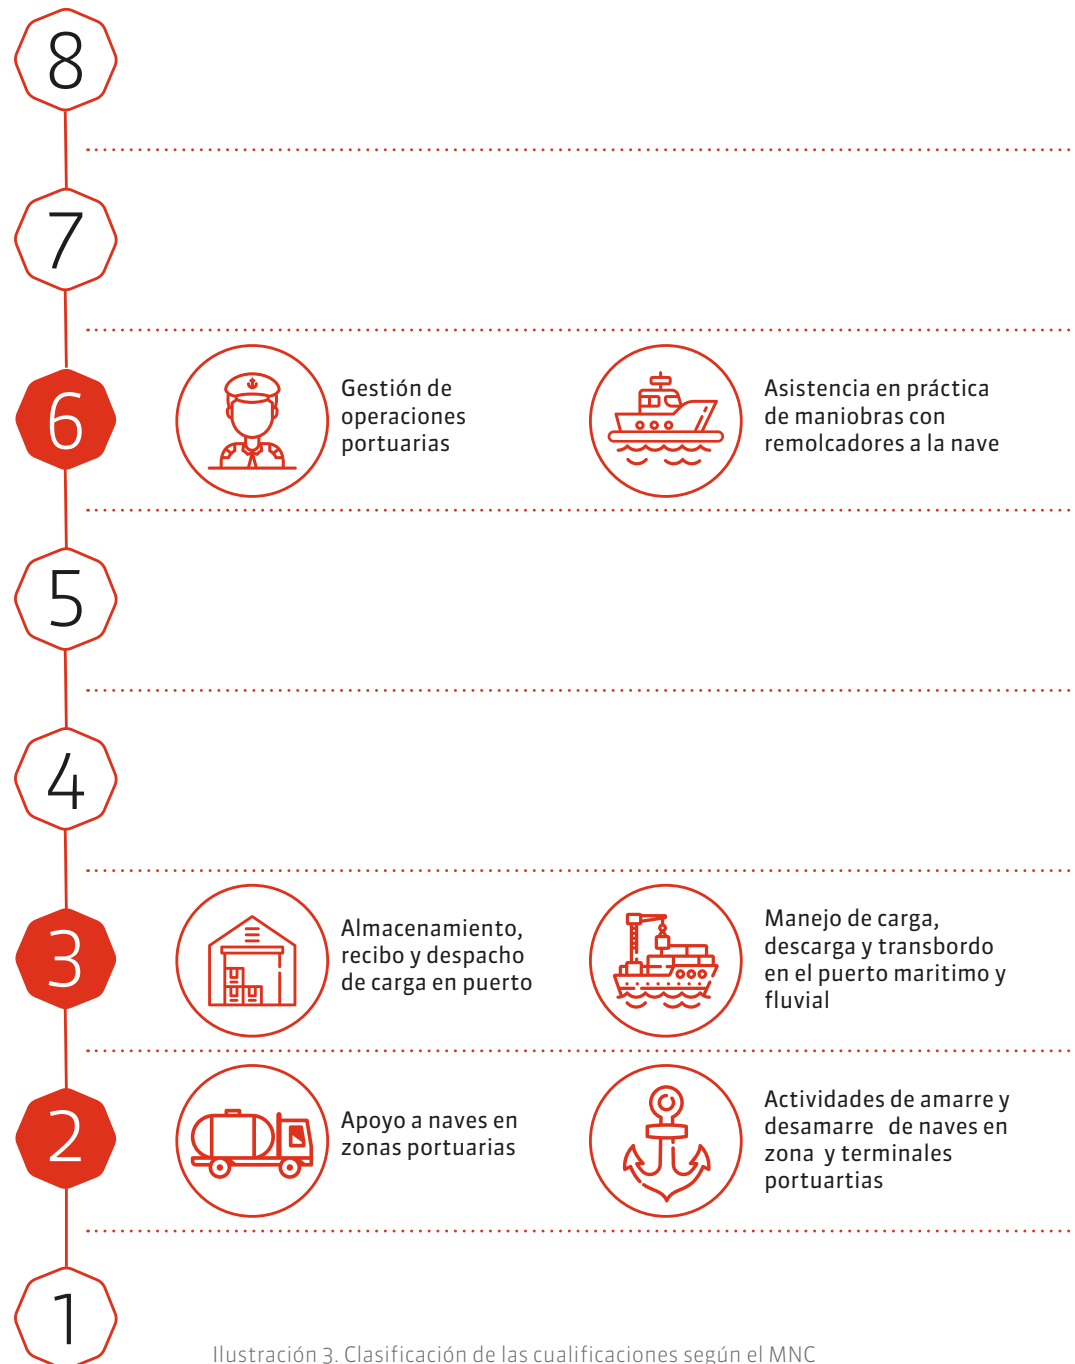 8
7
6
Gestión de
operaciones
portuarias
Asistencia en práctica
de maniobras con
remolcadores a la nave
5
4
3
Almacenamiento,
recibo y despacho
de carga en puerto
Manejo de carga,
descarga y transbordo
en el puerto maritimo y
fluvial
2
Apoyo a naves en
zonas portuarias
Actividades de amarre y
desamarre de naves en
zona y terminales
portuartias
1
Ilustración 3. Clasificación de las cualificaciones según el MNC